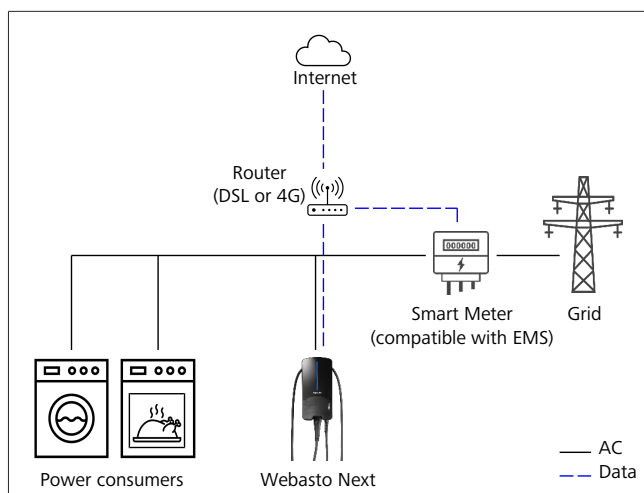 Internet
Router
(DSL or 4G)
000000
Smart Meter
(compatible with EMS)
Grid
Power consumers
Webasto Next
AC
Data